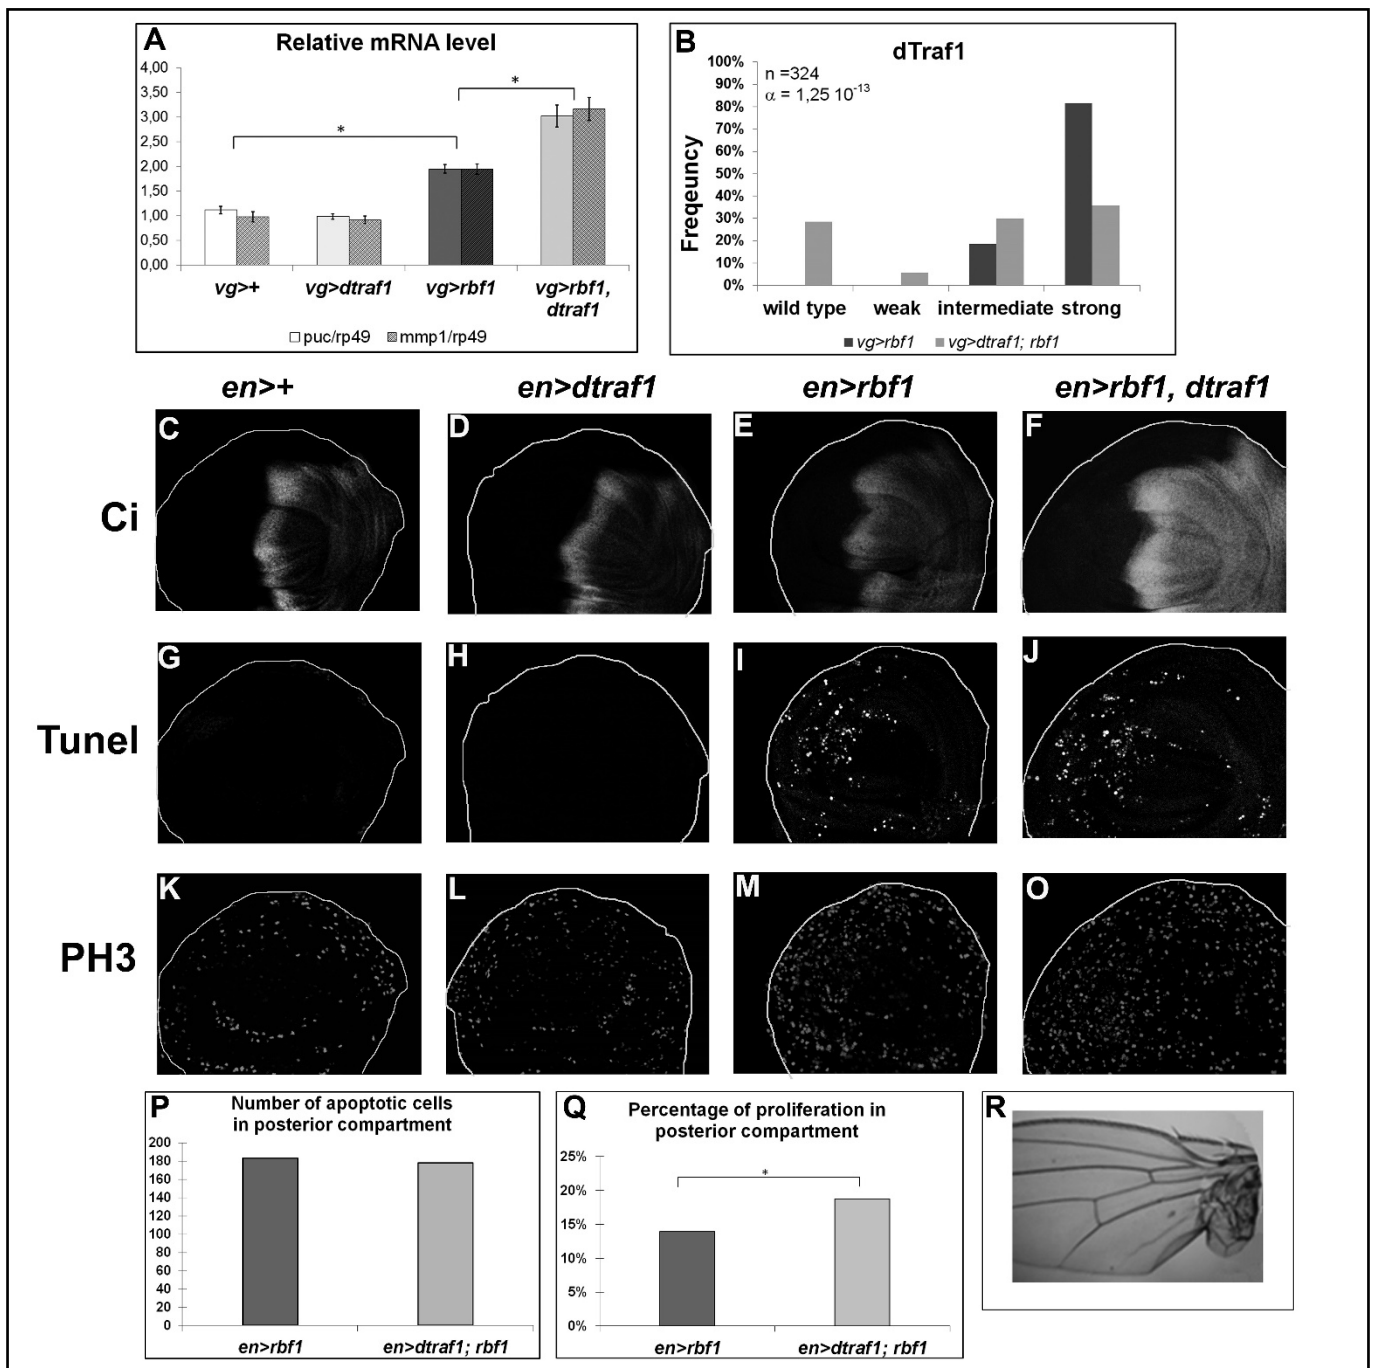 A
Relative mRNA level
4,00
3,50
3,00
2,50
2,00
1,50
1,00
0,50
0,00
*
*
vg>+
vg>dtraf1
vg>rbf1
vg>rbf1,
dtraf1
puc/rp49
mmp1/rp49
B
dTraf1
n =324
α = 1,25 10-13
Freqeuncy
100%
90%
80%
70%
60%
50%
40%
30%
20%
10%
0%
wild type
weak
intermediate
strong
vg>rbf1
vg>dtraf1; rbf1
en>+
en>dtraf1
en>rbf1
en>rbf1, dtraf1
Ci
C
D
E
F
Tunel
G
H
I
J
PH3
K
L
M
O
P
Number of apoptotic cells
in posterior compartment
200
180
160
140
120
100
80
60
40
20
0
en>rbf1
en>dtraf1; rbf1
Q
Percentage of proliferation in
posterior compartment
25%
20%
15%
10%
5%
0%
*
en>rbf1
en>dtraf1; rbf1
R